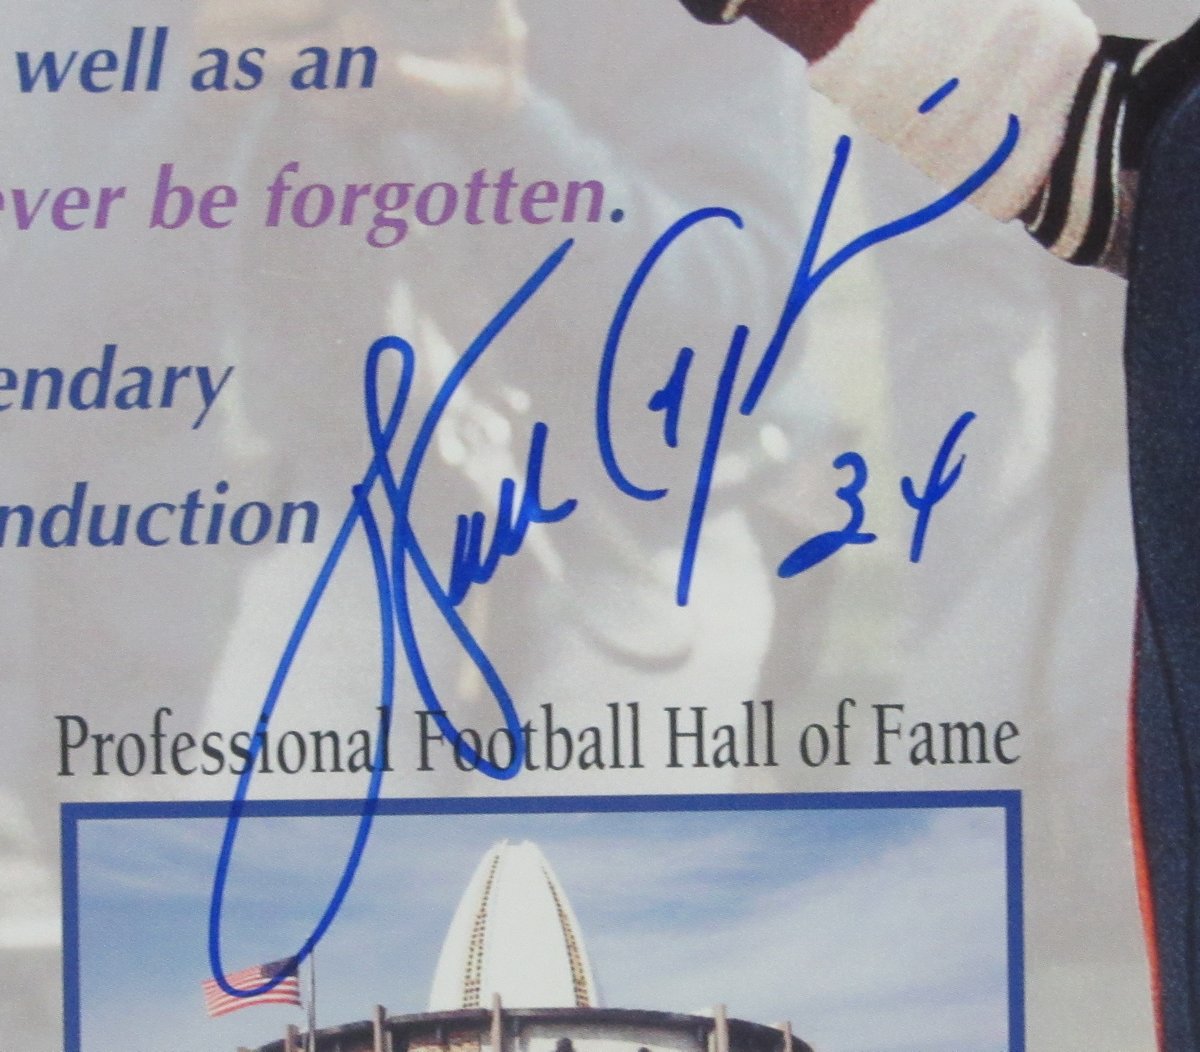 well as an
ever be forgotten.
endary
nduction
34
Professional Football Hall of Fame